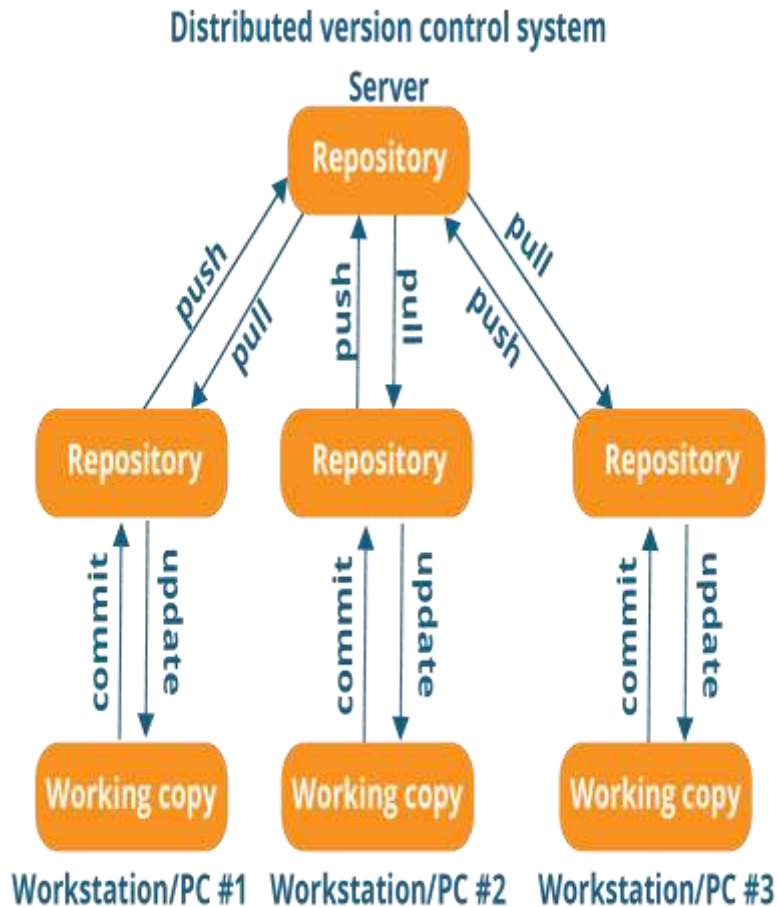 Distributed version control system
Server
Repository
push
pull
push
pull
push
pull
Repository
Repository
Repository
commit
update
commit
update
commit
update
Working copy
Working copy
Working copy
Workstation/PC #1
Workstation/PC #2
Workstation/PC #3